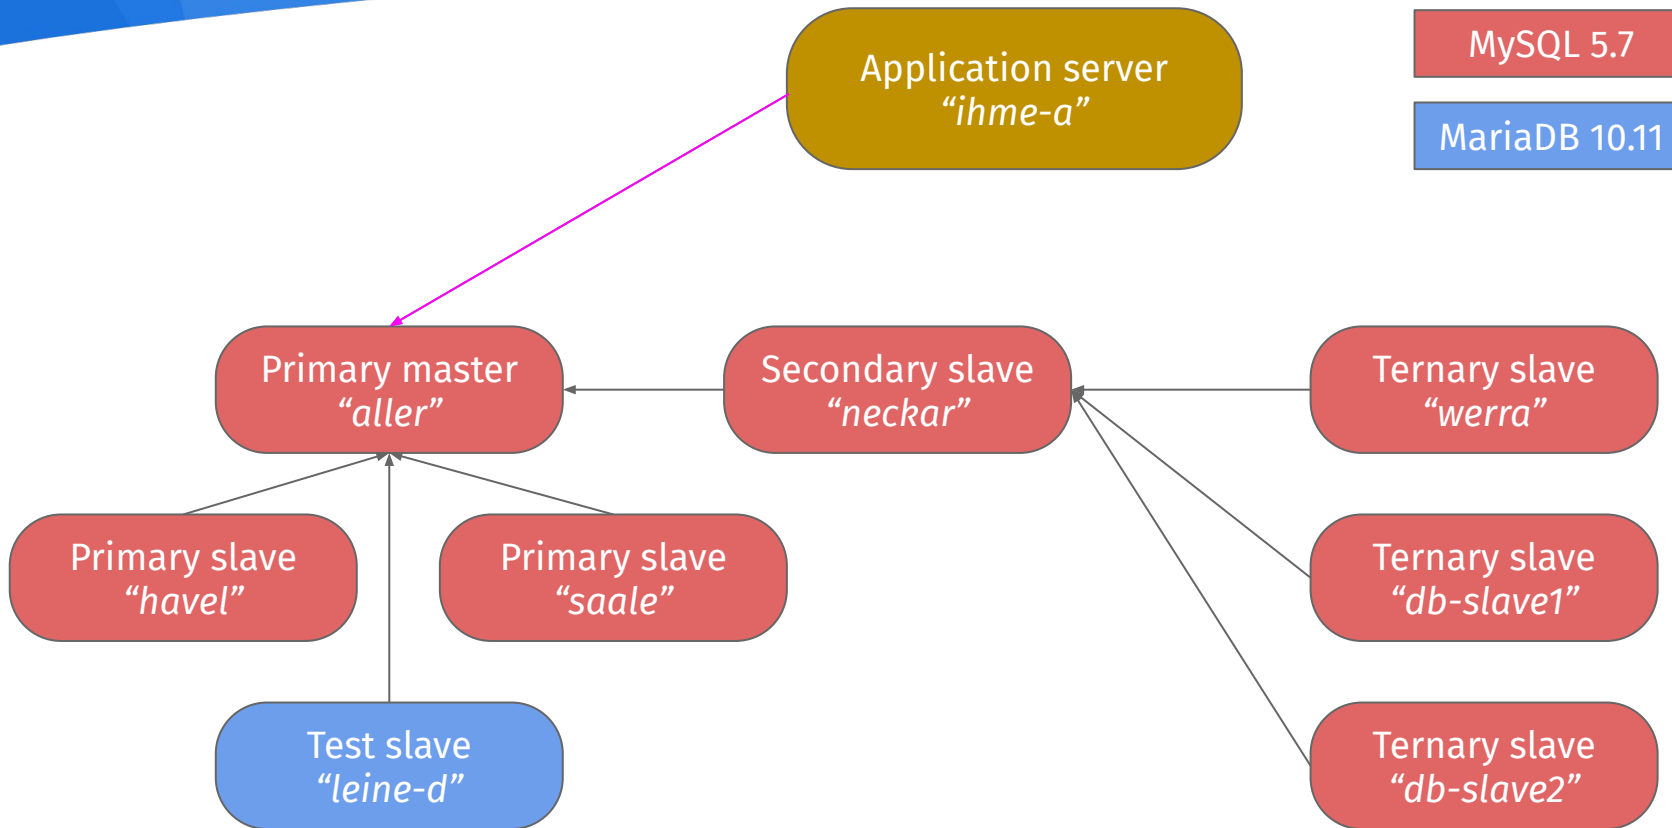 Application server
“ihme-a”
MySQL 5.7
MariaDB 10.11
Primary master
“aller”
Secondary slave
“neckar”
Ternary slave
“werra”
Primary slave
“havel”
Primary slave
“saale”
Ternary slave
“db-slave1”
Test slave
“leine-d”
Ternary slave
“db-slave2”